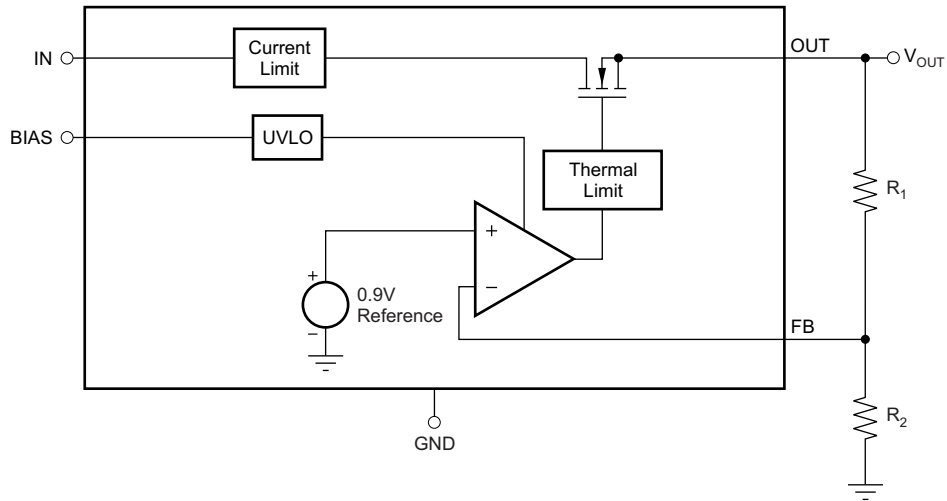 IN
Current
Limit
OUT
V_OUT
BIAS
UVLO
Thermal
Limit
R_1
+
−
+
0.9V
Reference
−
FB
R_2
GND